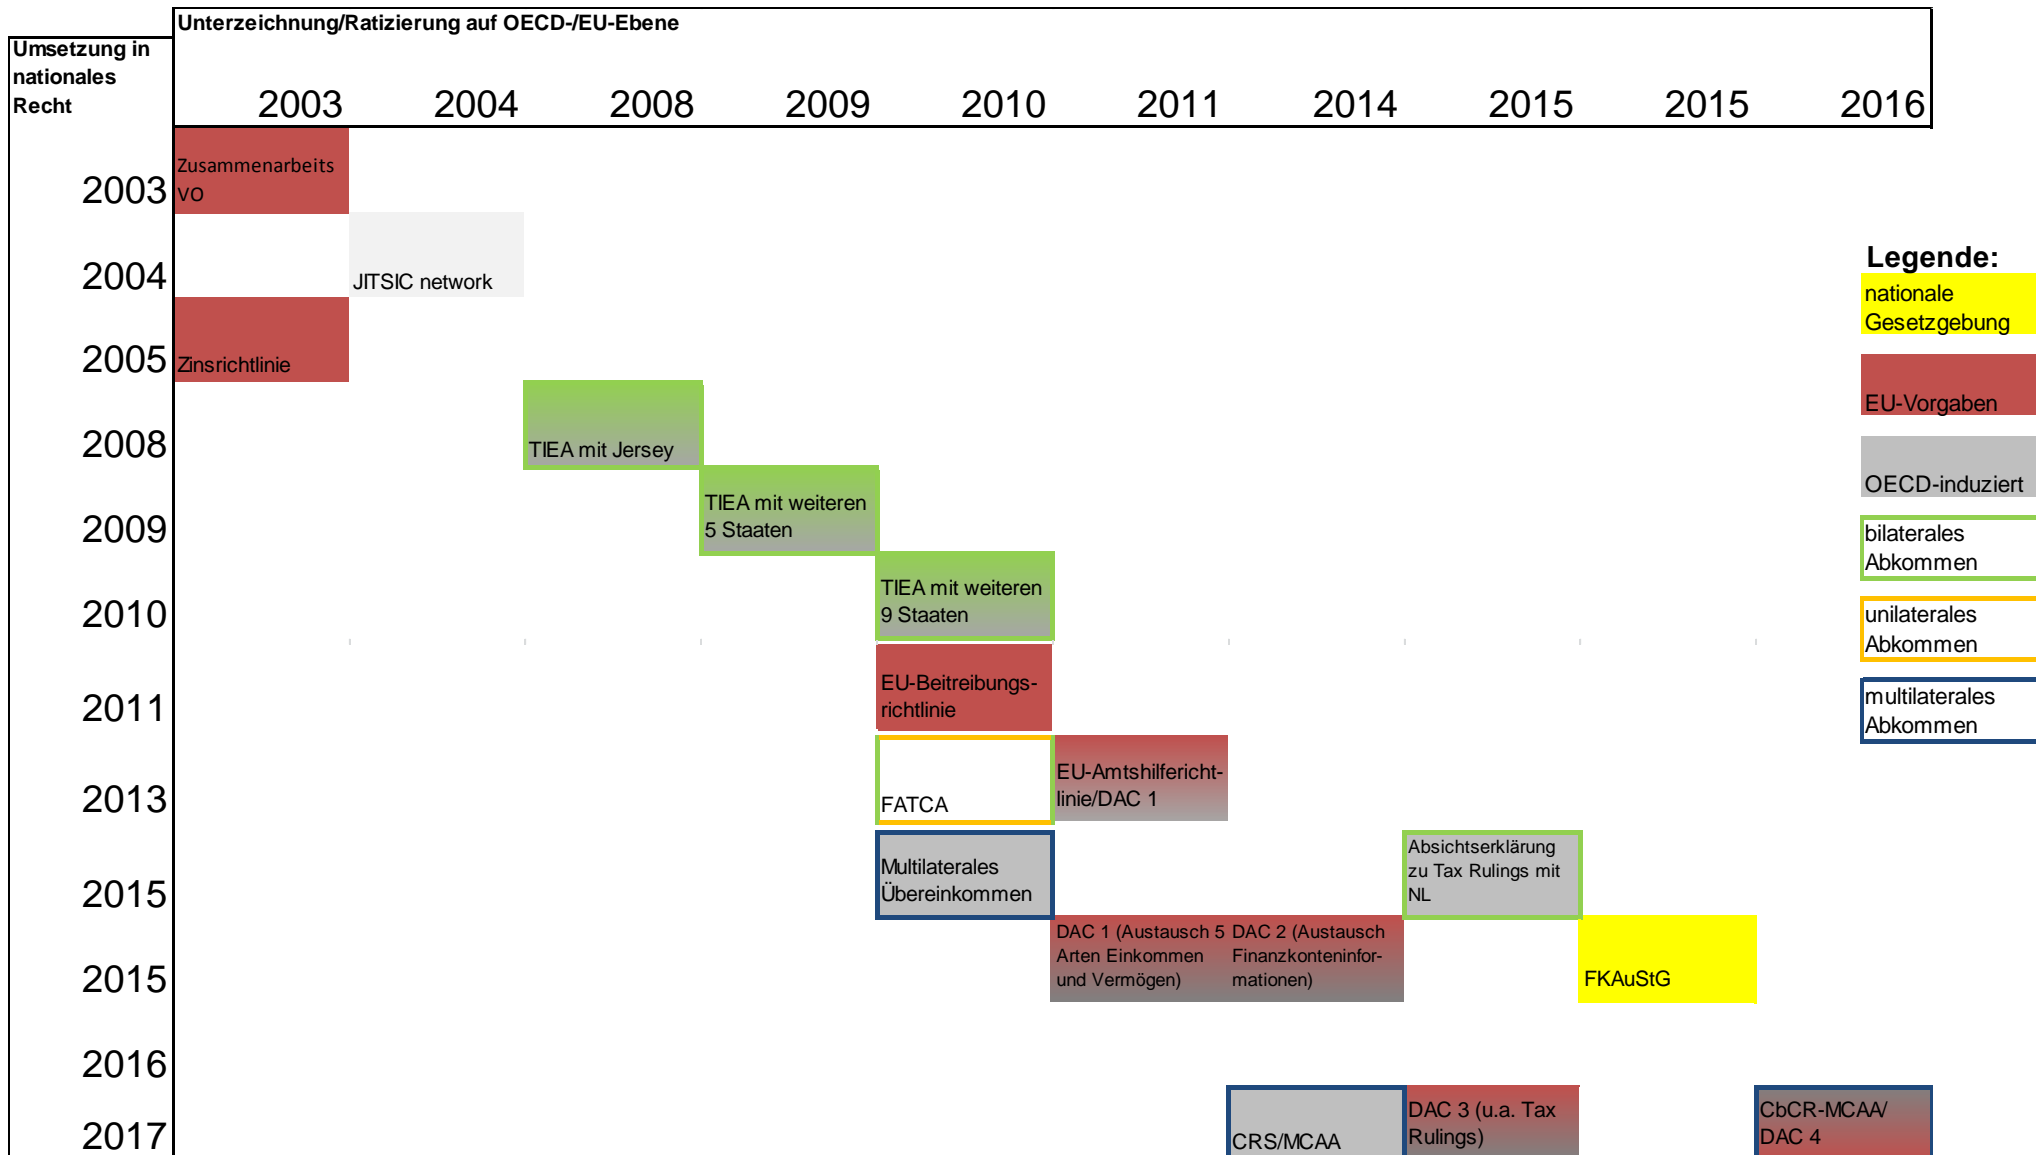 Unterzeichnung/Ratizierung auf OECD-/EU-Ebene
Umsetzung in
nationales
Recht
2003 2004 2008 2009 2010 2011 2014 2015 2015 2016
2003
Zusammenarbeits
VO
2004
JITSIC network
2005
Zinsrichtlinie
2008
TIEA mit Jersey
2009
TIEA mit weiteren
5 Staaten
2010
TIEA mit weiteren
9 Staaten
2011
EU-Beitreibungs-
richtlinie
2013
FATCA
EU-Amtshilfericht-
linie/DAC 1
2015
Multilaterales
Übereinkommen
Absichtserklärung
zu Tax Rulings mit
NL
2015
DAC 1 (Austausch 5
Arten Einkommen
und Vermögen)
DAC 2 (Austausch
Finanzkonteninfor-
mationen)
FKAuStG
2016
2017
CRS/MCAA
DAC 3 (u.a. Tax
Rulings)
CbCR-MCAA/
DAC 4
Legende:
nationale
Gesetzgebung
EU-Vorgaben
OECD-induziert
bilaterales
Abkommen
unilaterales
Abkommen
multilaterales
Abkommen